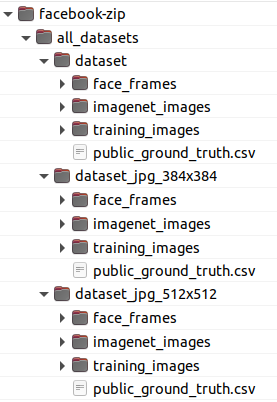 facebook-zip
all_datasets
dataset
face_frames
imagenet_images
training_images
public_ground_truth.csv
dataset_jpg_384x384
face_frames
imagenet_images
training_images
public_ground_truth.csv
dataset_jpg_512x512
face_frames
imagenet_images
training_images
public_ground_truth.csv